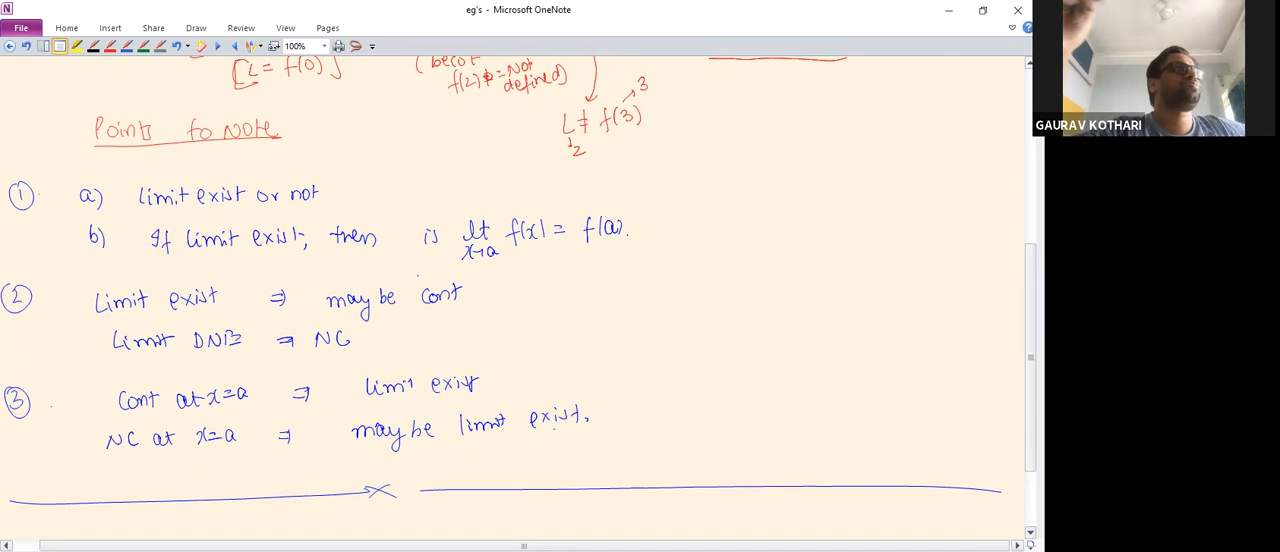 eg's - Microsoft OneNote
File Home Insert Share Draw Review View Pages
100%
GAURAV KOTHARI
[L = f(0)]
(becot
f(2) = Not
defined)
3
L ≠ f(3)
2
Points to NOTE
① a) limit exist or not
b) If limit exist, then is lt f(x) = f(a).
x→a
② Limit exist ⇒ may be cont
Limit DNE ⇒ NC
③ Cont at x=a ⇒ limit exist
NC at x=a ⇒ may be limit exist.